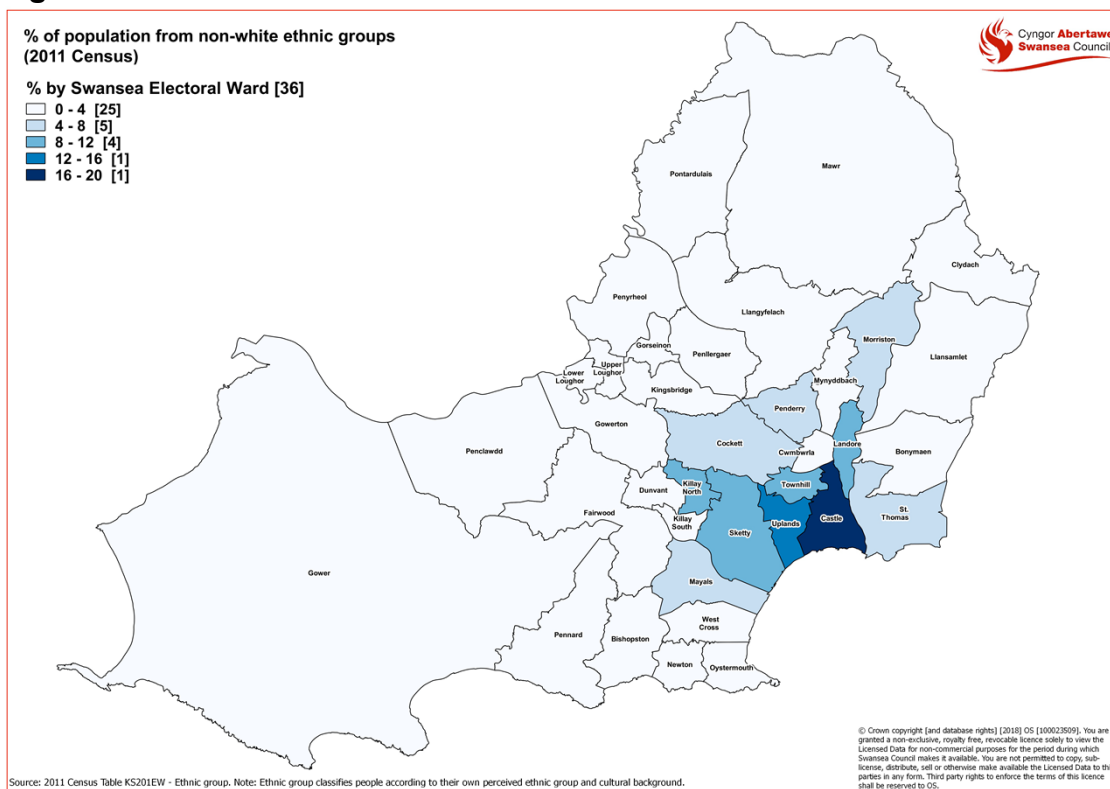 % of population from non-white ethnic groups
(2011 Census)
% by Swansea Electoral Ward [36]
0 - 4 [25]
4 - 8 [5]
8 - 12 [4]
12 - 16 [1]
16 - 20 [1]
Cyngor Abertawe
Swansea Council
Pontardulais
Mawr
Clydach
Penyrheol
Llangyfelach
Morriston
Gorseinon
Penllergaer
Llansamlet
Lower
Loughor
Upper
Loughor
Kingsbridge
Mynyddbach
Penderry
Gowerton
Cockett
Landore
Penclawdd
Cwmbwrla
Bonymaen
Dunvant
Killay
North
Townhill
Fairwood
Killay
South
Sketty
Uplands
Castle
St.
Thomas
Gower
Mayals
West
Cross
Pennard
Bishopston
Newton
Oystermouth
© Crown copyright [and database rights] [2018] OS [100023509]. You are
granted a non-exclusive, royalty free, revocable licence solely to view the
Licensed Data for non-commercial purposes for the period during which
Swansea Council makes it available. You are not permitted to copy, sub-
license, distribute, sell or otherwise make available the Licensed Data to
parties in any form. Third party rights to enforce the terms of this licence
shall be reserved to OS.
Source: 2011 Census Table KS201EW - Ethnic group. Note: Ethnic group classifies people according to their own perceived ethnic group and cultural background.